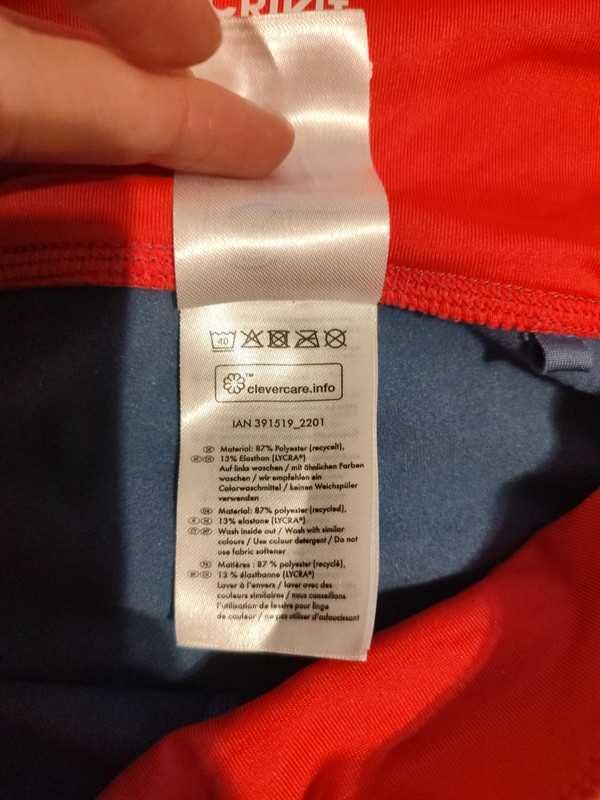 CRIVIT
40
™
clevercare.info
IAN 391519_2201
Material: 87% Polyester (recycelt),
13% Elasthan (LYCRA®)
Auf links waschen / mit ähnlichen Farben
waschen / wir empfehlen ein
Colorwaschmittel / keinen Weichspüler
verwenden
Material: 87% polyester (recycled),
13% elastane (LYCRA®)
Wash inside out / Wash with similar
colours / Use colour detergent / Do not
use fabric softener
Matières : 87 % polyester (recyclé),
13 % élasthanne (LYCRA®)
Laver à l'envers / laver avec des
couleurs similaires / nous conseillons
l'utilisation de lessive pour linge
de couleur / ne pas utiliser d'adoucissant